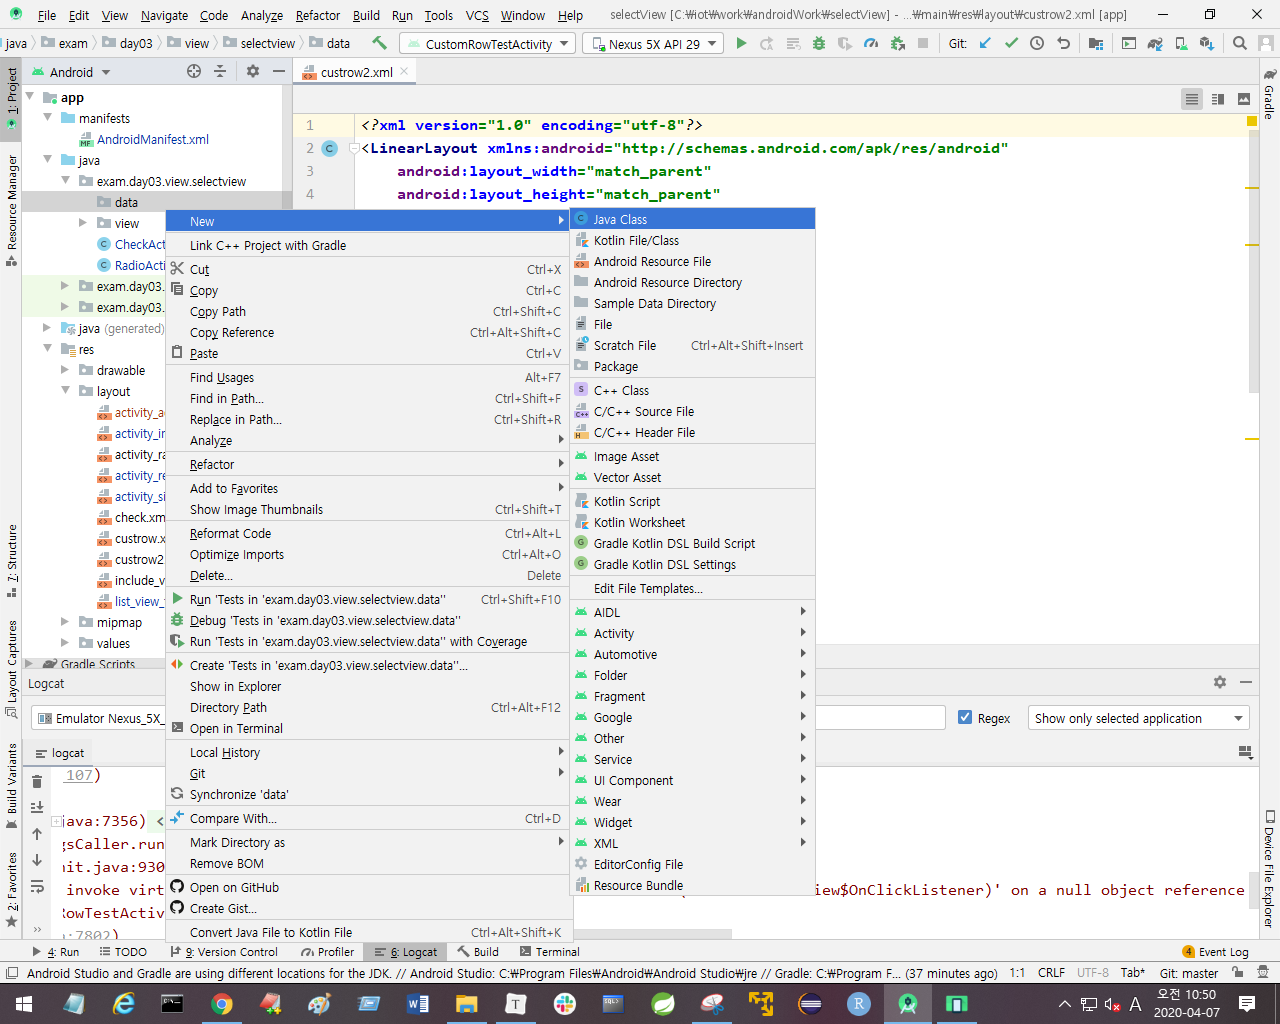 File Edit View Navigate Code Analyze Refactor Build Run Tools VCS Window Help selectView [C:₩iot₩work₩androidWork₩selectView] - ...₩main₩res₩layout₩custrow2.xml [app]
java exam day03 view selectview data CustomRowTestActivity Nexus 5X API 29 Git:
Android
custrow2.xml
1: Project
Resource Manager
7: Structure
Layout Captures
Build Variants
2: Favorites
Gradle
Device File Explorer
app
manifests
AndroidManifest.xml
java
exam.day03.view.selectview
data
view
CheckAct
RadioActi
exam.day03.
exam.day03.
java (generated)
res
drawable
layout
activity_a
activity_in
activity_ra
activity_re
activity_si
check.xm
custrow.x
custrow2.
include_v
list_view_
mipmap
values
Gradle Scripts
1 <?xml version="1.0" encoding="utf-8"?>
2 <LinearLayout xmlns:android="http://schemas.android.com/apk/res/android"
3 android:layout_width="match_parent"
4 android:layout_height="match_parent"
New
Link C++ Project with Gradle
Cut Ctrl+X
Copy Ctrl+C
Copy Path Ctrl+Shift+C
Copy Reference Ctrl+Alt+Shift+C
Paste Ctrl+V
Find Usages Alt+F7
Find in Path... Ctrl+Shift+F
Replace in Path... Ctrl+Shift+R
Analyze
Refactor
Add to Favorites
Show Image Thumbnails Ctrl+Shift+T
Reformat Code Ctrl+Alt+L
Optimize Imports Ctrl+Alt+O
Delete... Delete
Run 'Tests in 'exam.day03.view.selectview.data'' Ctrl+Shift+F10
Debug 'Tests in 'exam.day03.view.selectview.data''
Run 'Tests in 'exam.day03.view.selectview.data'' with Coverage
Create 'Tests in 'exam.day03.view.selectview.data''...
Show in Explorer
Directory Path Ctrl+Alt+F12
Open in Terminal
Local History
Git
Synchronize 'data'
Compare With... Ctrl+D
Mark Directory as
Remove BOM
Open on GitHub
Create Gist...
Convert Java File to Kotlin File Ctrl+Alt+Shift+K
Java Class
Kotlin File/Class
Android Resource File
Android Resource Directory
Sample Data Directory
File
Scratch File Ctrl+Alt+Shift+Insert
Package
C++ Class
C/C++ Source File
C/C++ Header File
Image Asset
Vector Asset
Kotlin Script
Kotlin Worksheet
Gradle Kotlin DSL Build Script
Gradle Kotlin DSL Settings
Edit File Templates...
AIDL
Activity
Automotive
Folder
Fragment
Google
Other
Service
UI Component
Wear
Widget
XML
EditorConfig File
Resource Bundle
Logcat
Emulator Nexus_5X_ Regex Show only selected application
logcat
107)
java:7356) <
gsCaller.run
nit.java:930
invoke virt iew$OnClickListener)' on a null object reference
RowTestActiv
a:7802)
4: Run TODO 9: Version Control Profiler 6: Logcat Build Terminal 4 Event Log
Android Studio and Gradle are using different locations for the JDK. // Android Studio: C:₩Program Files₩Android₩Android Studio₩jre // Gradle: C:₩Program F... (37 minutes ago) 1:1 CRLF UTF-8 Tab* Git: master
A 오전 10:50
2020-04-07